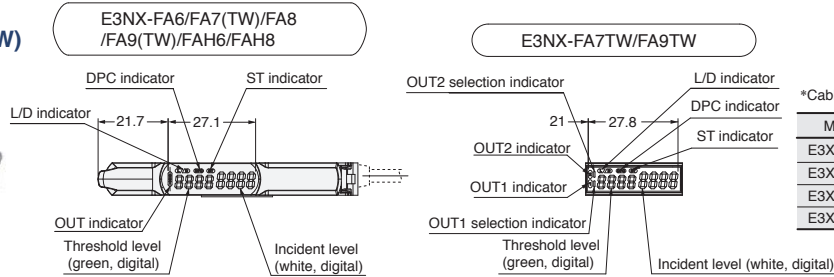 W)
E3NX-FA6/FA7(TW)/FA8
/FA9(TW)/FAH6/FAH8
DPC indicator
ST indicator
L/D indicator
21.7
27.1
OUT indicator
Threshold level
(green, digital)
Incident level
(white, digital)
E3NX-FA7TW/FA9TW
OUT2 selection indicator
L/D indicator
DPC indicator
21
27.8
ST indicator
OUT2 indicator
OUT1 indicator
OUT1 selection indicator
Threshold level
(green, digital)
Incident level (white, digital)
*Cab
M
E3X
E3X
E3X
E3X